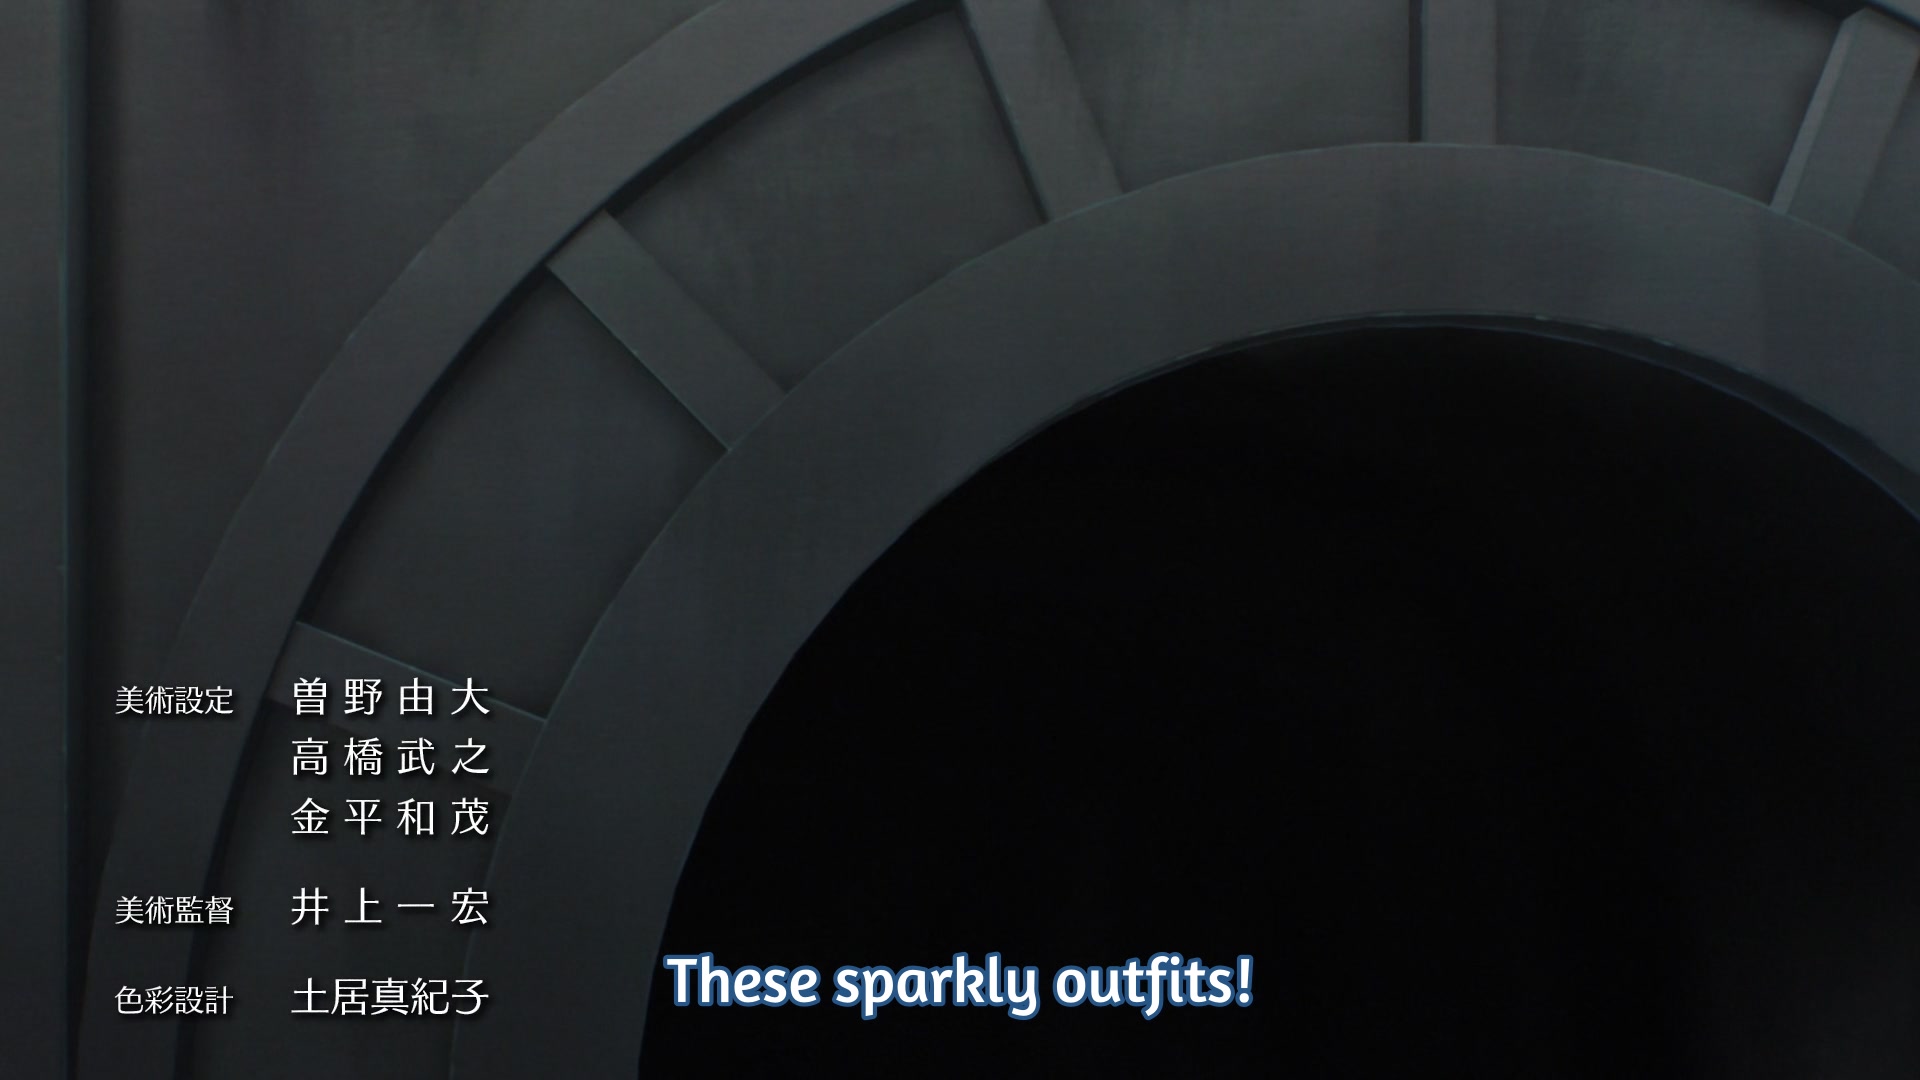 美術設定 曽野由大
高橋武之
金平和茂
美術監督 井上一宏
色彩設計 土居真紀子
These sparkly outfits!